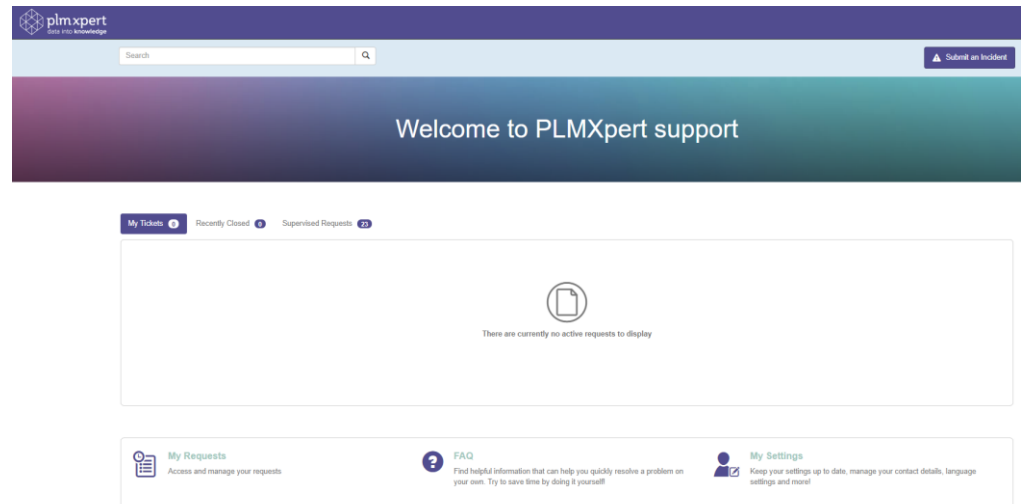 plmxpert
data into knowledge
Search
Submit an Incident
Welcome to PLMXpert support
My Tickets 0 Recently Closed 0 Supervised Requests 23
There are currently no active requests to display
My Requests
Access and manage your requests
FAQ
Find helpful information that can help you quickly resolve a problem on
your own. Try to save time by doing it yourself!
My Settings
Keep your settings up to date, manage your contact details, language
settings and more!